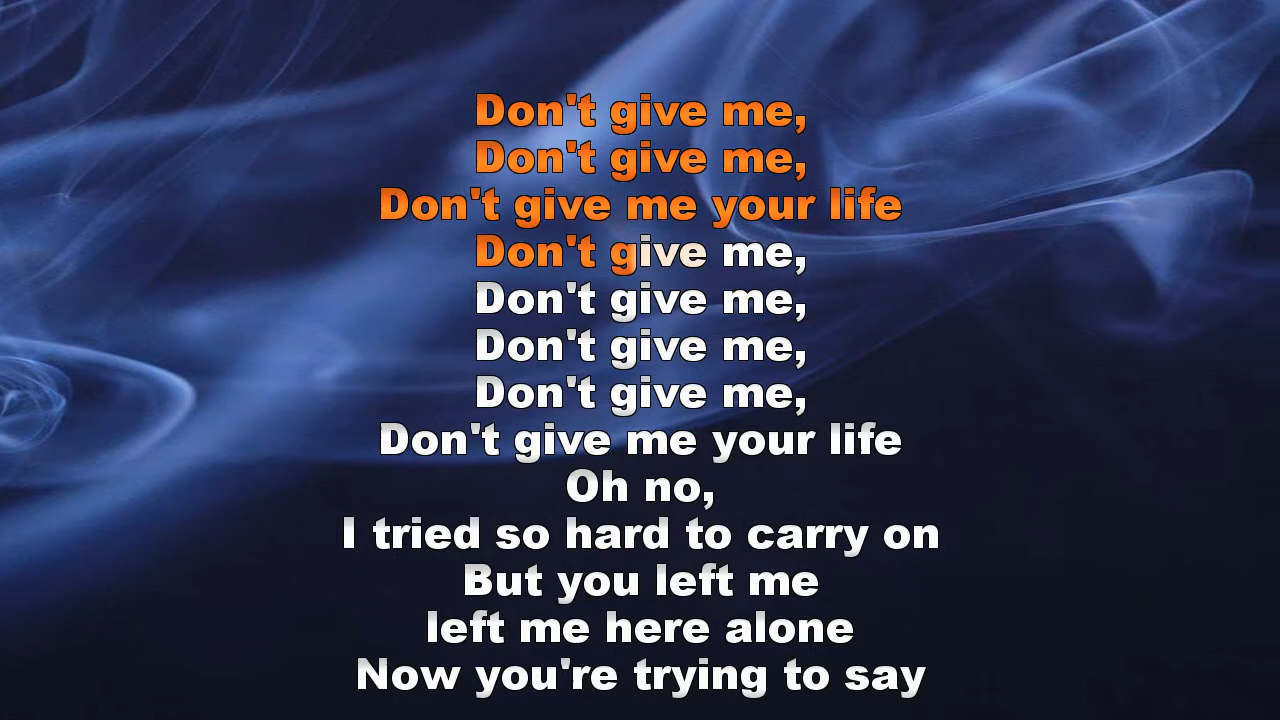 Don't give me,
Don't give me,
Don't give me your life
Don't give me,
Don't give me,
Don't give me,
Don't give me,
Don't give me your life
Oh no,
I tried so hard to carry on
But you left me
left me here alone
Now you're trying to say